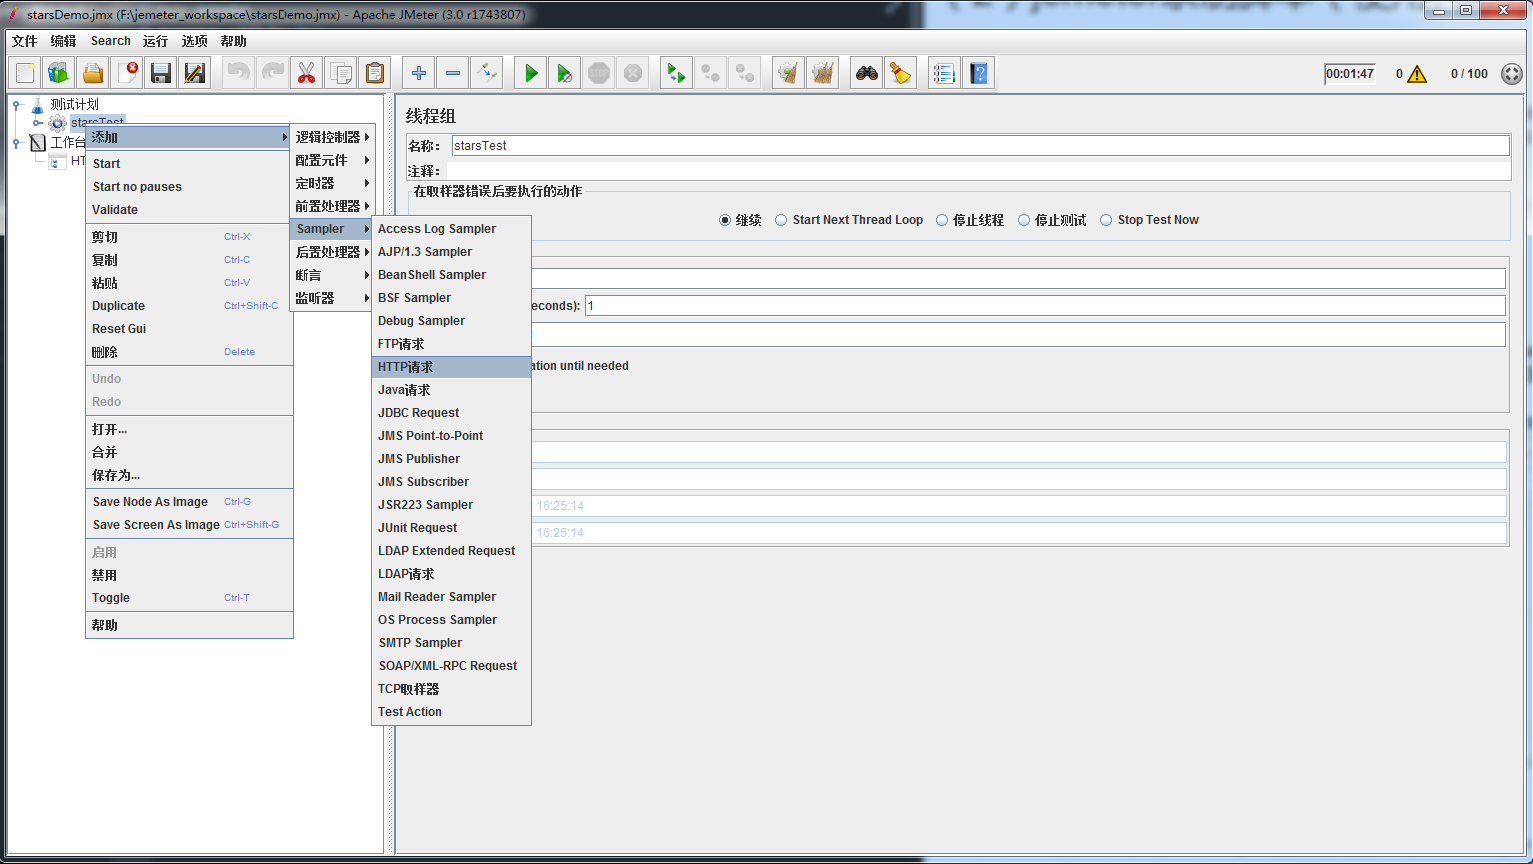 starsDemo.jmx (F:\jemeter_workspace\starsDemo.jmx) - Apache JMeter (3.0 r1743807)
文件 编辑 Search 运行 选项 帮助
00:01:47 0 0 / 100
测试计划
starsTest
工作台
HT
添加
Start
Start no pauses
Validate
剪切 Ctrl-X
复制 Ctrl-C
粘贴 Ctrl-V
Duplicate Ctrl+Shift-C
Reset Gui
删除 Delete
Undo
Redo
打开...
合并
保存为...
Save Node As Image Ctrl-G
Save Screen As Image Ctrl+Shift-G
启用
禁用
Toggle Ctrl-T
帮助
逻辑控制器
配置元件
定时器
前置处理器
Sampler
后置处理器
断言
监听器
Access Log Sampler
AJP/1.3 Sampler
BeanShell Sampler
BSF Sampler
Debug Sampler
FTP请求
HTTP请求
Java请求
JDBC Request
JMS Point-to-Point
JMS Publisher
JMS Subscriber
JSR223 Sampler
JUnit Request
LDAP Extended Request
LDAP请求
Mail Reader Sampler
OS Process Sampler
SMTP Sampler
SOAP/XML-RPC Request
TCP取样器
Test Action
线程组
名称： starsTest
注释：
在取样器错误后要执行的动作
继续 Start Next Thread Loop 停止线程 停止测试 Stop Test Now
econds): 1
ation until needed
16:25:14
16:25:14